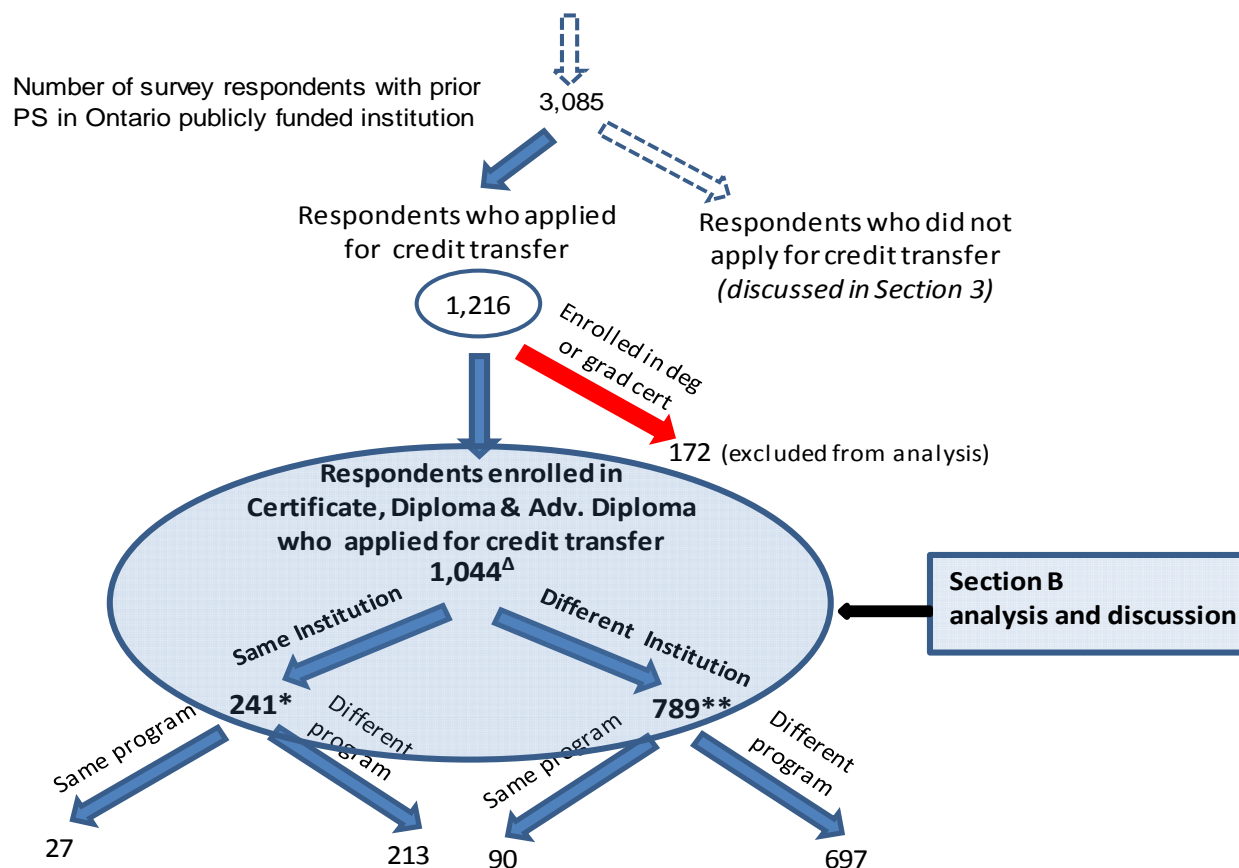 Number of survey respondents with prior
PS in Ontario publicly funded institution
3,085
Respondents who applied
for credit transfer
1,216
Respondents who did not
apply for credit transfer
(discussed in Section 3)
Enrolled in deg
or grad cert
172 (excluded from analysis)
Respondents enrolled in
Certificate, Diploma & Adv. Diploma
who applied for credit transfer
1,044Δ
Section B
analysis and discussion
Same Institution
Different Institution
241*
789**
Same program
Different
program
Same program
Different
program
27
213
90
697